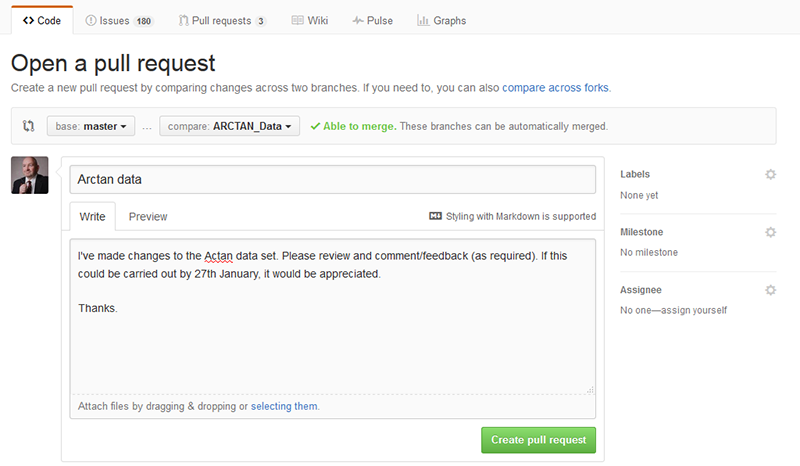 Code Issues 180 Pull requests 3 Wiki Pulse Graphs
Open a pull request
Create a new pull request by comparing changes across two branches. If you need to, you can also compare across forks.
base: master ... compare: ARCTAN_Data Able to merge. These branches can be automatically merged.
Arctan data
Write Preview Styling with Markdown is supported
I've made changes to the Actan data set. Please review and comment/feedback (as required). If this
could be carried out by 27th January, it would be appreciated.
Thanks.
Attach files by dragging & dropping or selecting them.
Create pull request
Labels
None yet
Milestone
No milestone
Assignee
No one—assign yourself